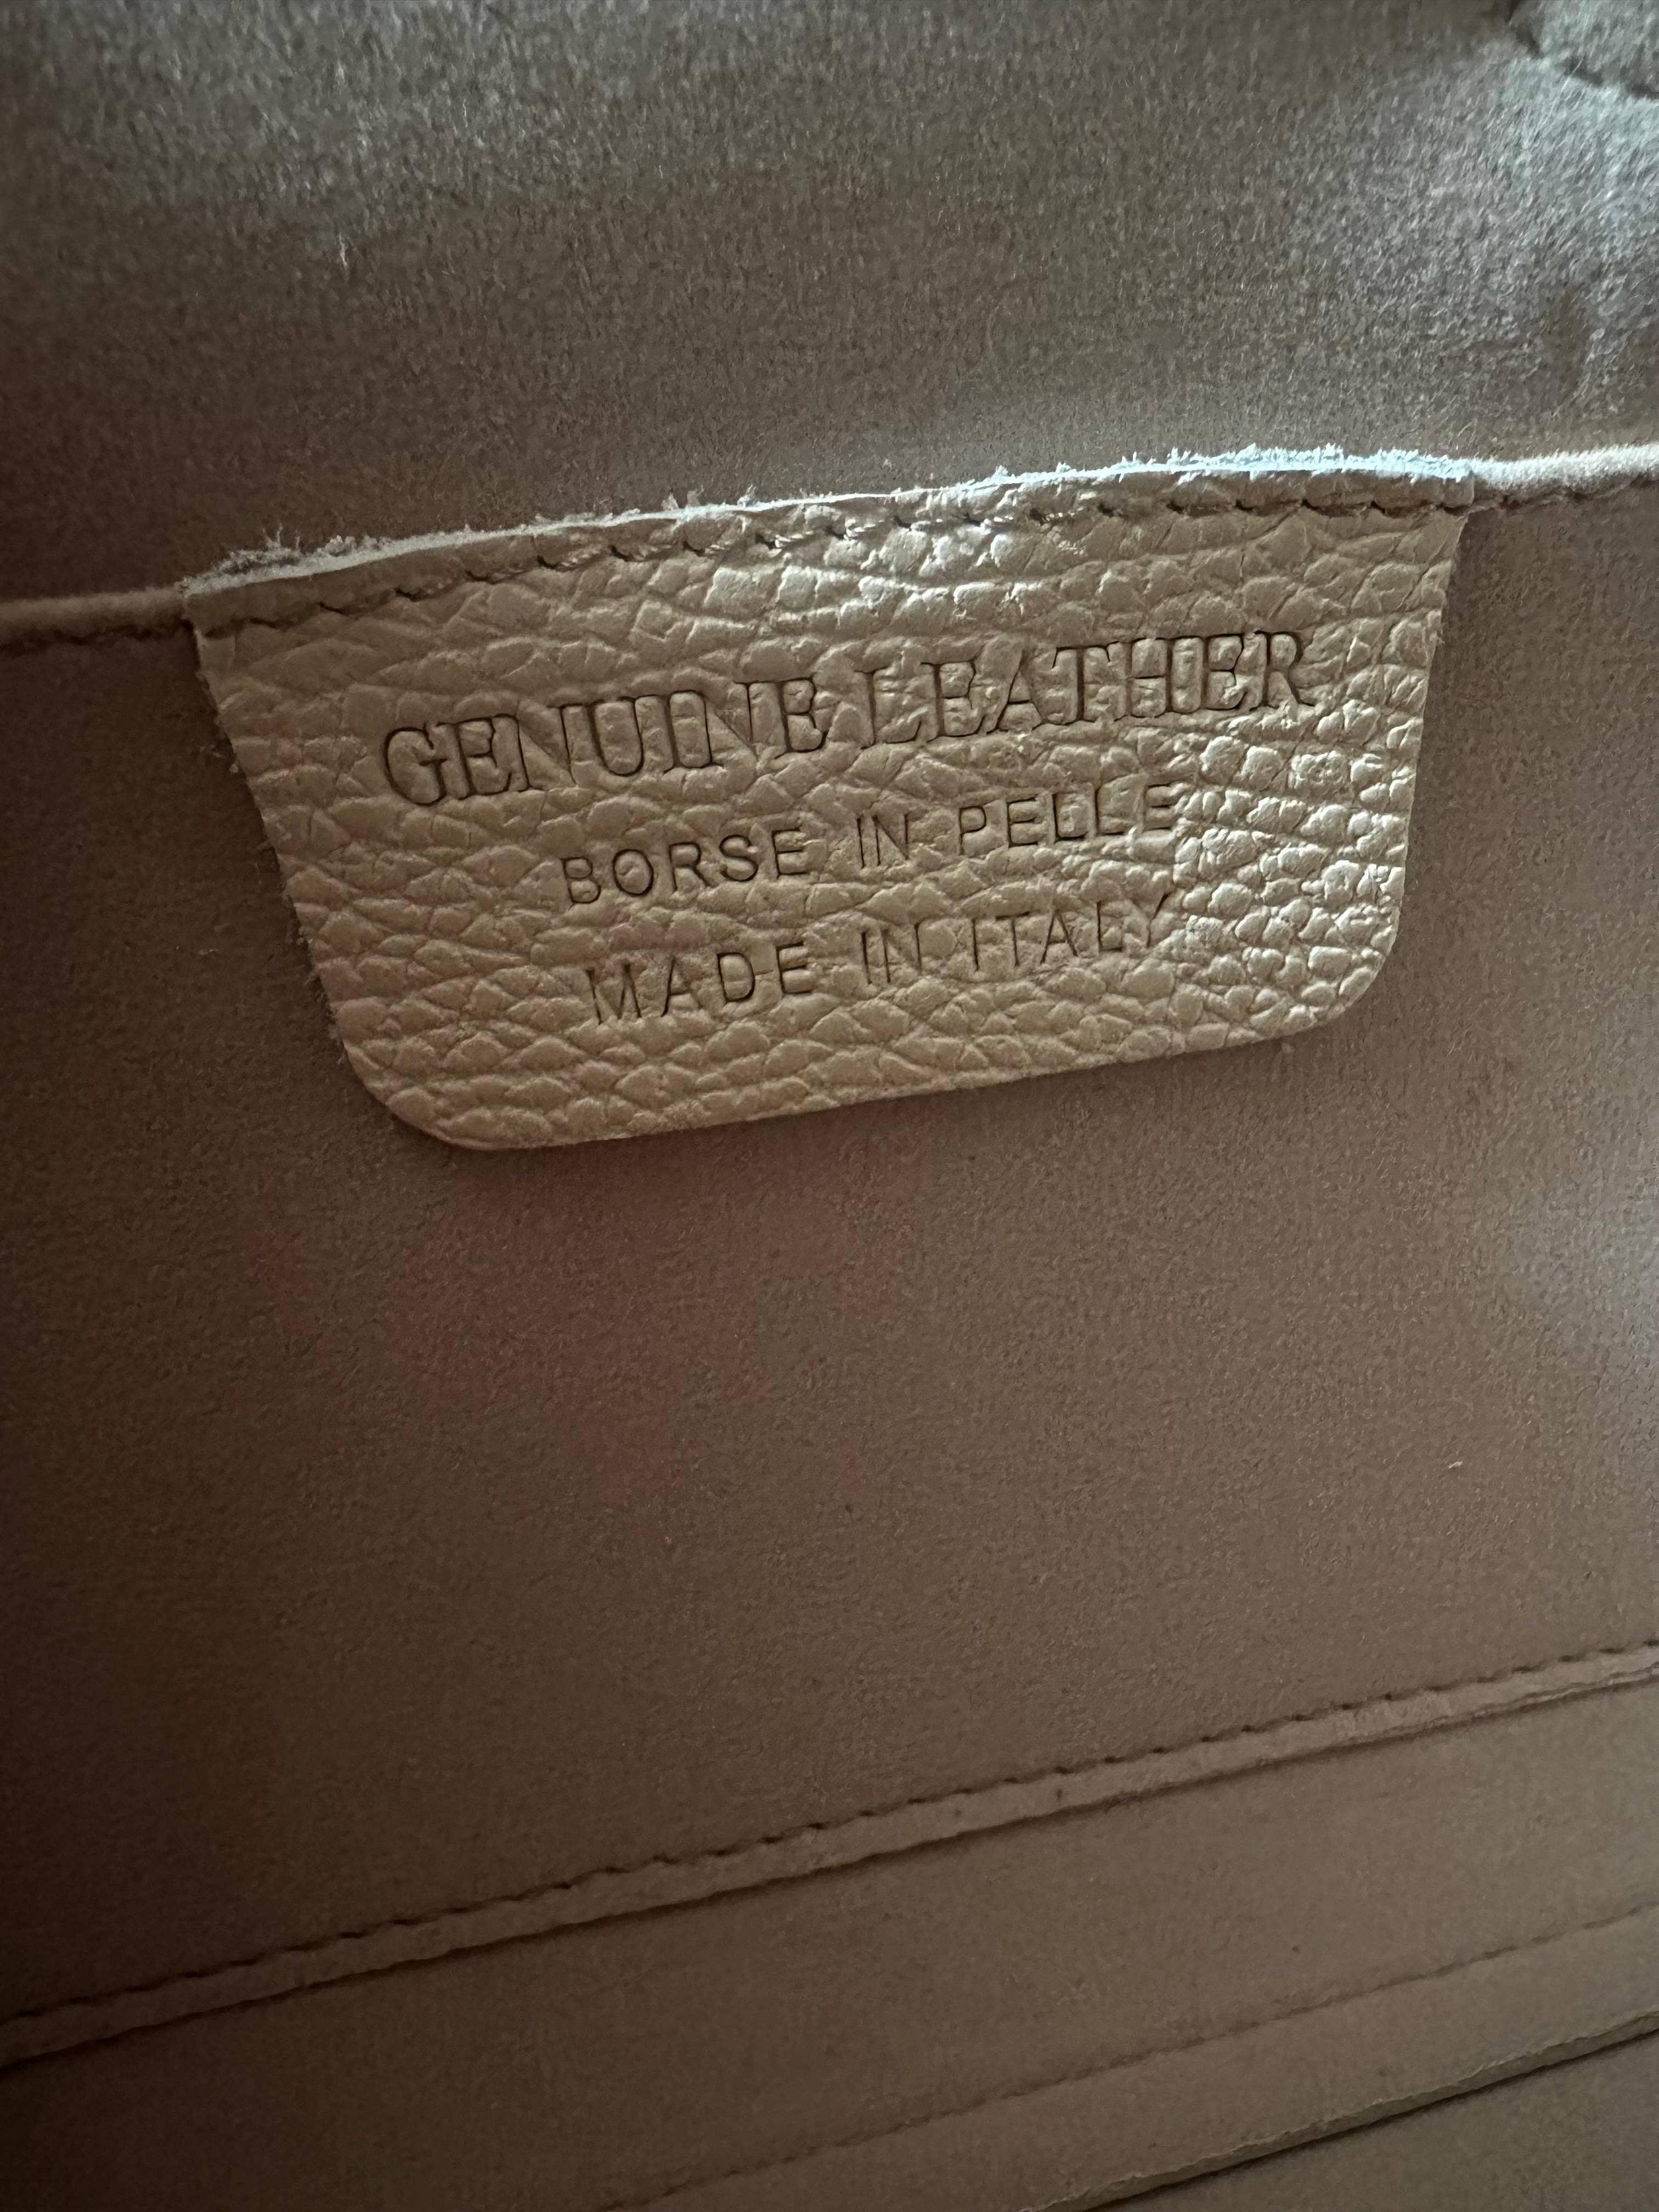 GENUINE LEATHER
BORSE IN PELLE
MADE IN ITALY